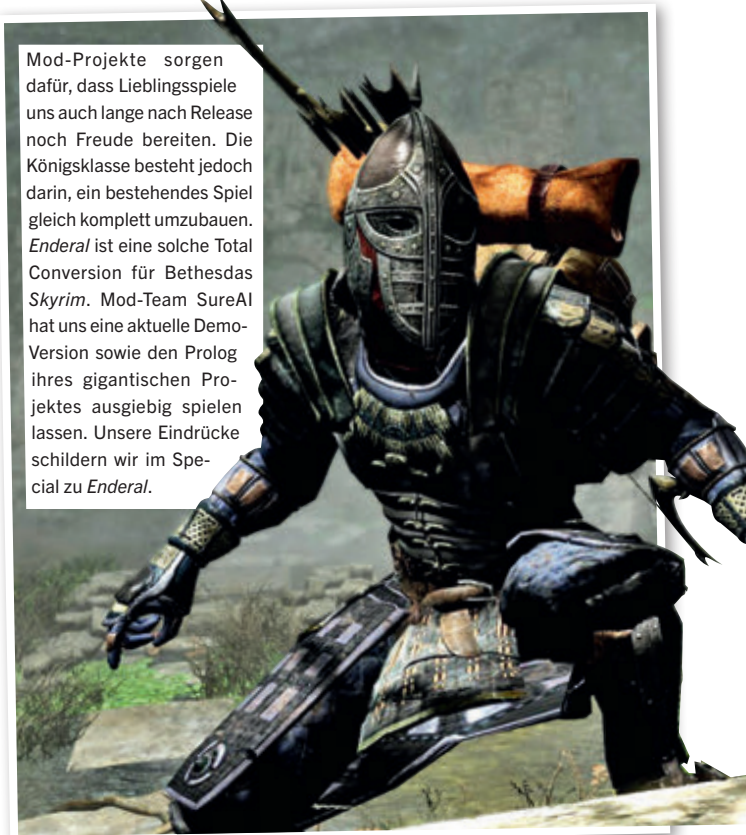 Mod-Projekte sorgen
dafür, dass Lieblingsspiele
uns auch lange nach Release
noch Freude bereiten. Die
Königsklasse besteht jedoch
darin, ein bestehendes Spiel
gleich komplett umzubauen.
Enderal ist eine solche Total
Conversion für Bethesdas
Skyrim. Mod-Team SureAI
hat uns eine aktuelle Demo-
Version sowie den Prolog
ihres gigantischen Pro-
jektes ausgiebig spielen
lassen. Unsere Eindrücke
schildern wir im Spe-
cial zu Enderal.